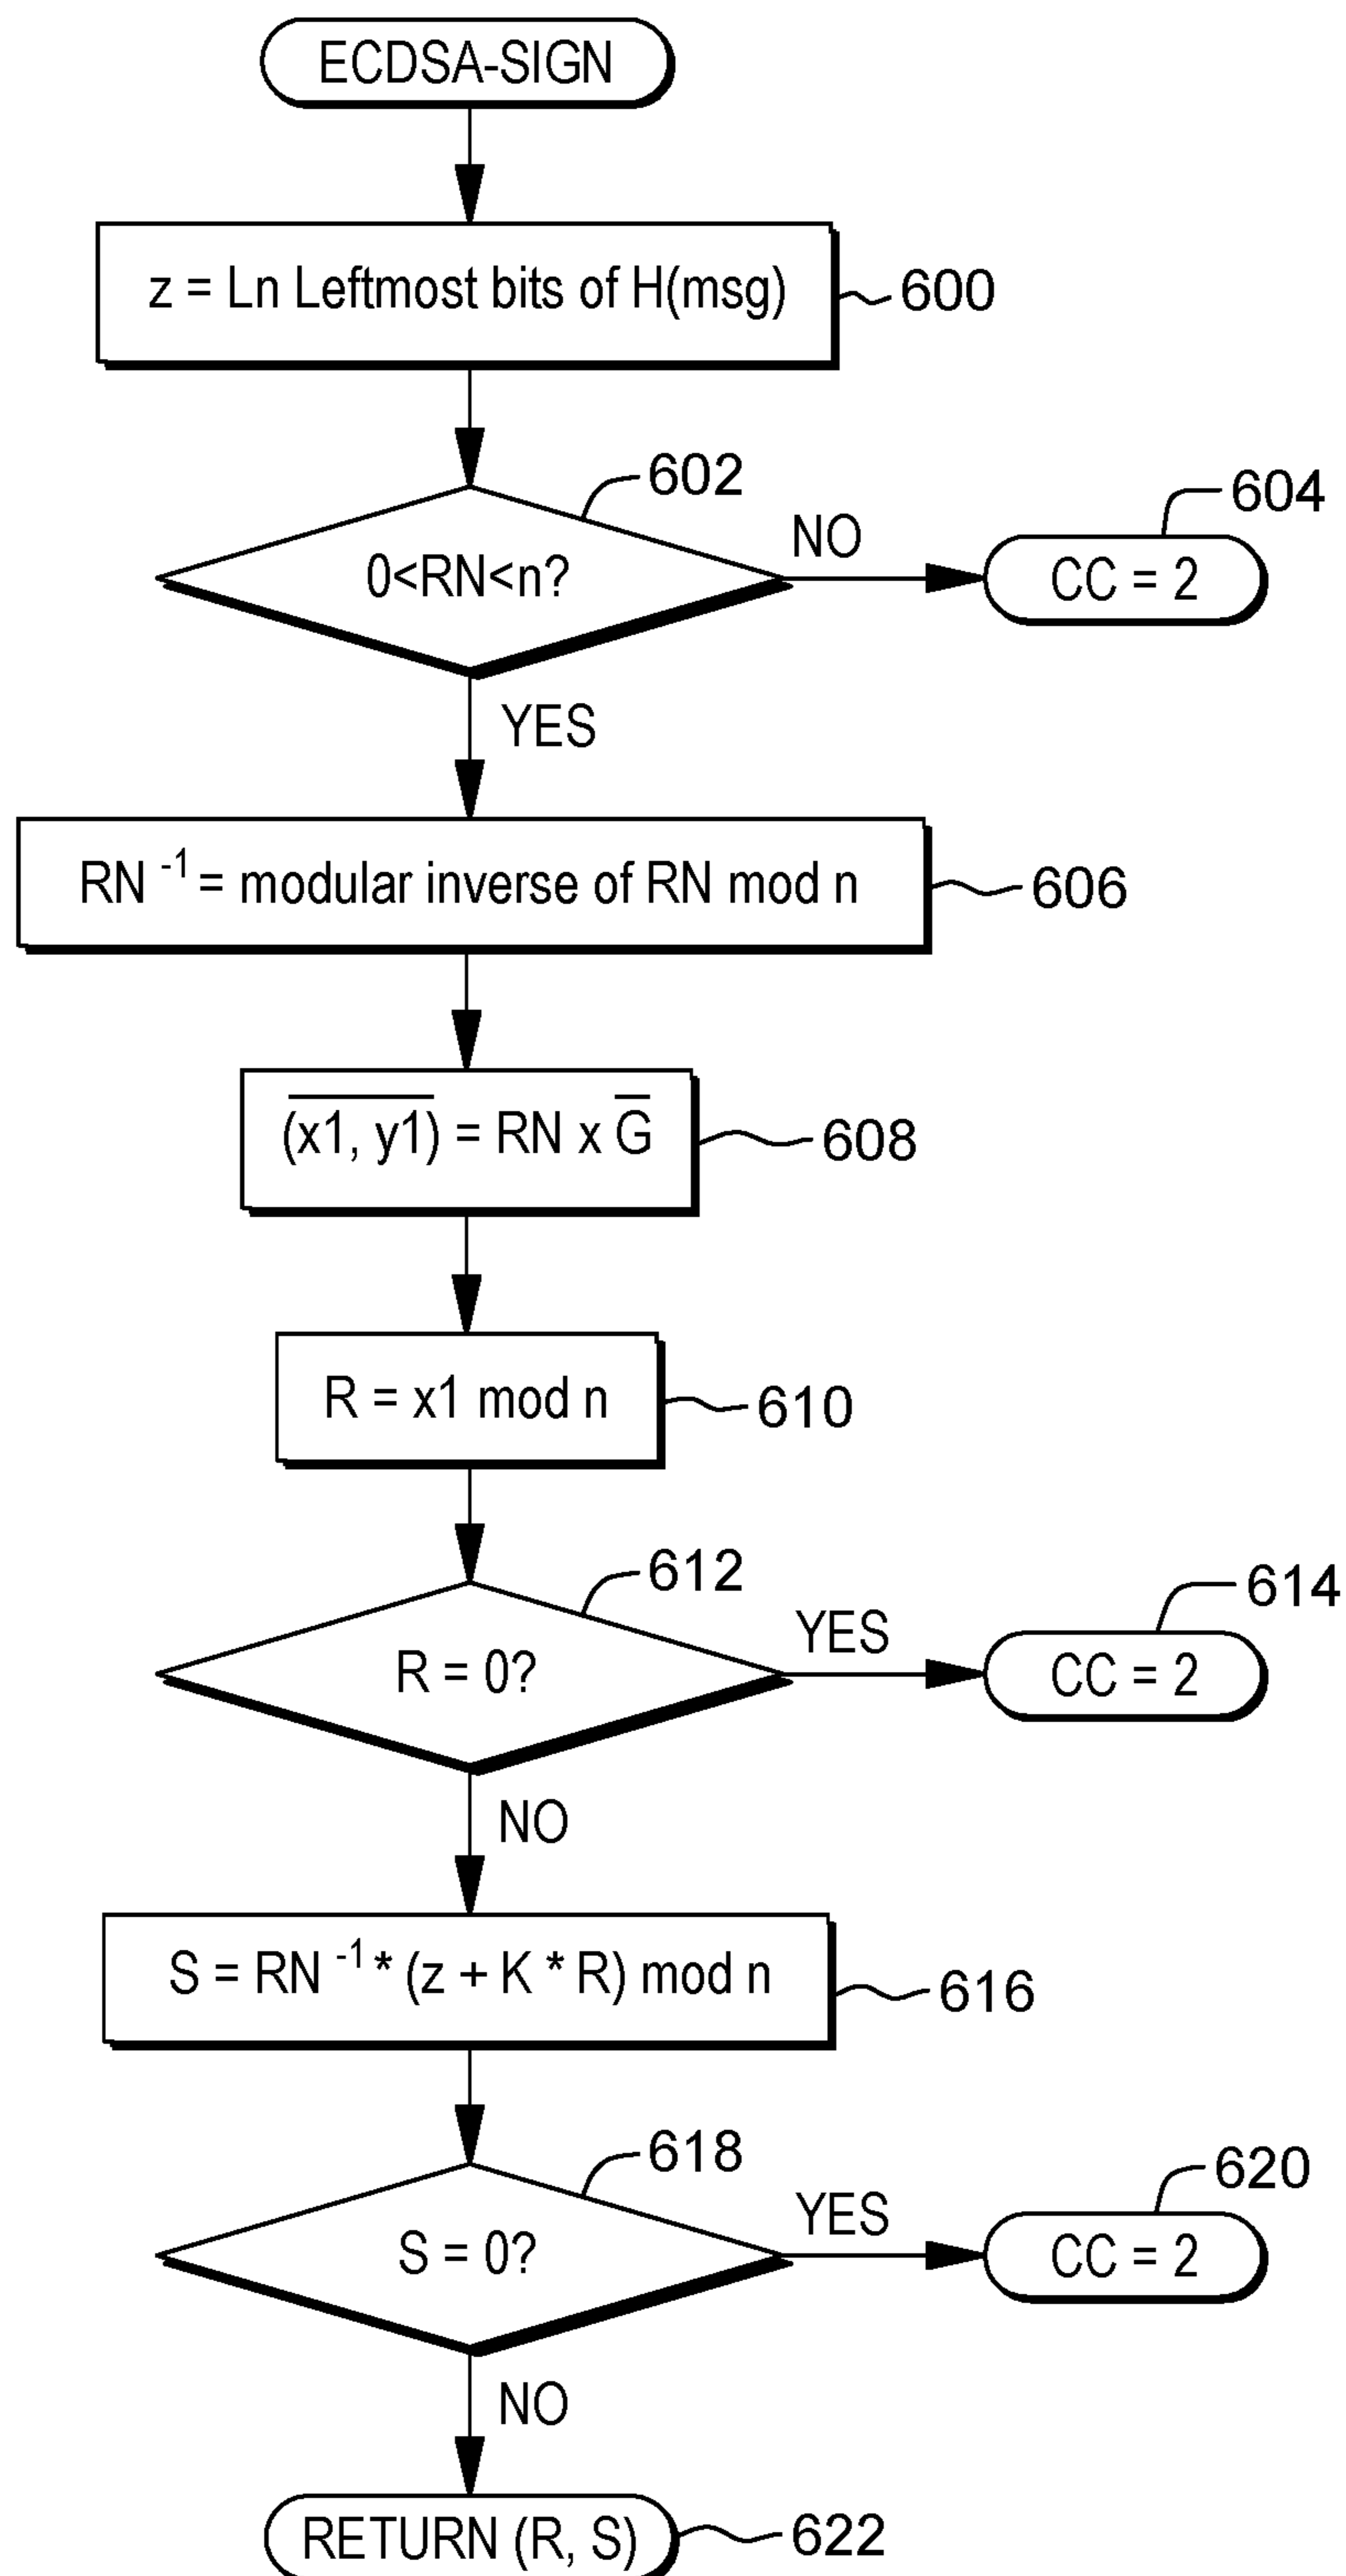 ECDSA-SIGN
z = Ln Leftmost bits of H(msg)
600
602
0<RN<n?
NO
604
CC = 2
YES
RN ⁻¹ = modular inverse of RN mod n
606
(x1, y1) = RN x G
608
R = x1 mod n
610
612
R = 0?
YES
614
CC = 2
NO
S = RN ⁻¹ * (z + K * R) mod n
616
618
S = 0?
YES
620
CC = 2
NO
RETURN (R, S)
622